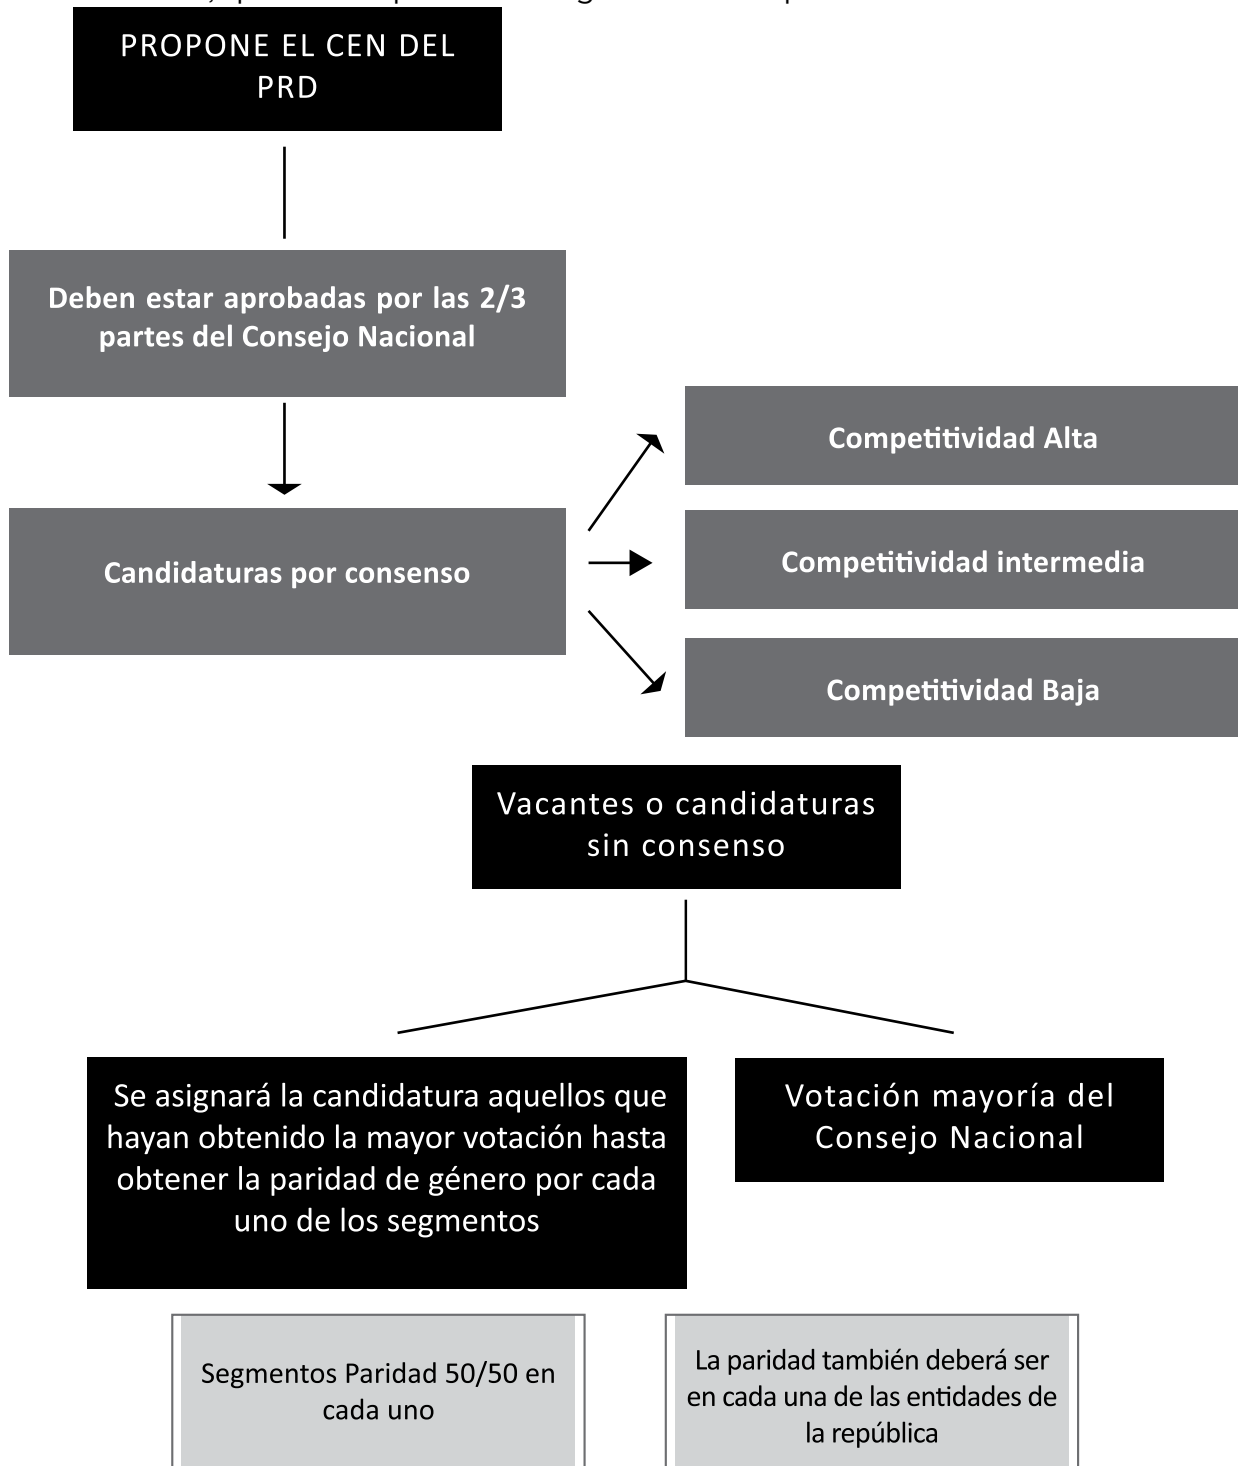 PROPONE EL CEN DEL
PRD
Deben estar aprobadas por las 2/3
partes del Consejo Nacional
Competitividad Alta
Candidaturas por consenso
Competitividad intermedia
Competitividad Baja
Vacantes o candidaturas
sin consenso
Se asignará la candidatura aquellos que
hayan obtenido la mayor votación hasta
obtener la paridad de género por cada
uno de los segmentos
Votación mayoría del
Consejo Nacional
Segmentos Paridad 50/50 en
cada uno
La paridad también deberá ser
en cada una de las entidades de
la república